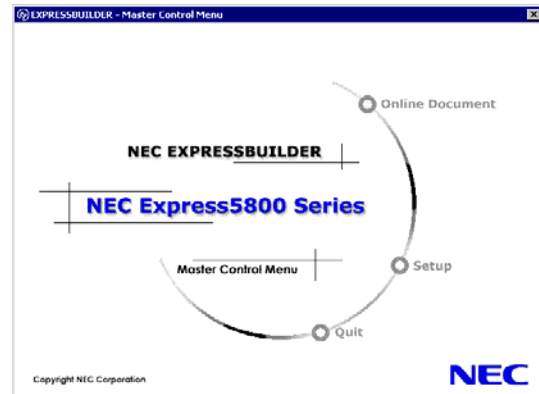 EXPRESSBUILDER - Master Control Menu
Online Document
NEC EXPRESSBUILDER
NEC Express5800 Series
Master Control Menu
Setup
Quit
Copyright NEC Corporation
NEC